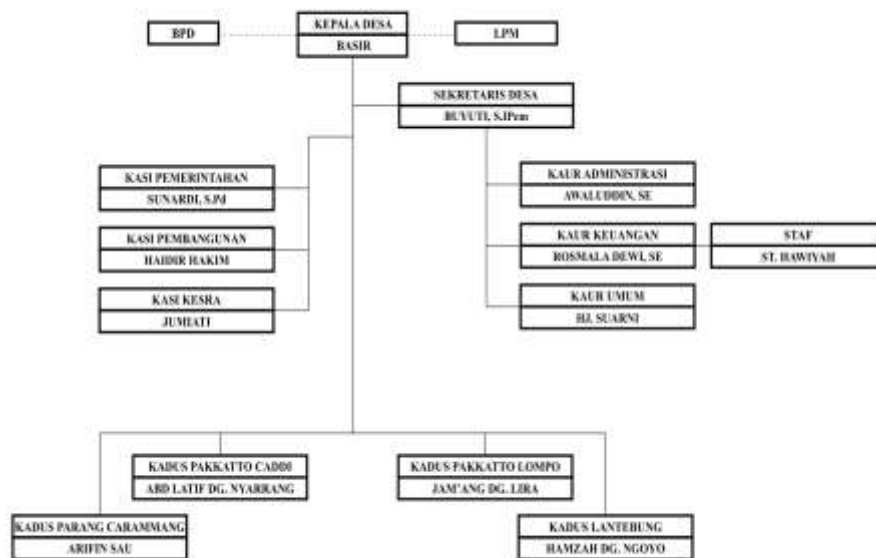 KEPALA DESA
BPD
LPM
BASIR
SEKRETARIS DESA
BUYUTI, S.IPem
KASI PEMERINTAHAN
KAUR ADMINISTRASI
SUNARDI, S.Pd
AWALUDDIN, SE
KASI PEMBANGUNAN
KAUR KEUANGAN
STAF
HAIDIR HAKIM
ROSMALA DEWI, SE
ST. HAWIYAH
KASI KESRA
KAUR UMUM
JUMIATI
HJ. SUARNI
KADUS PAKKATTO CADDI
KADUS PAKKATTO LOMPO
ABD LATIF DG. NYARRANG
JAM'ANG DG. LIRA
KADUS PARANG CARAMMANG
KADUS LANTEBUNG
ARIFIN SAU
HAMZAH DG. NGOYO